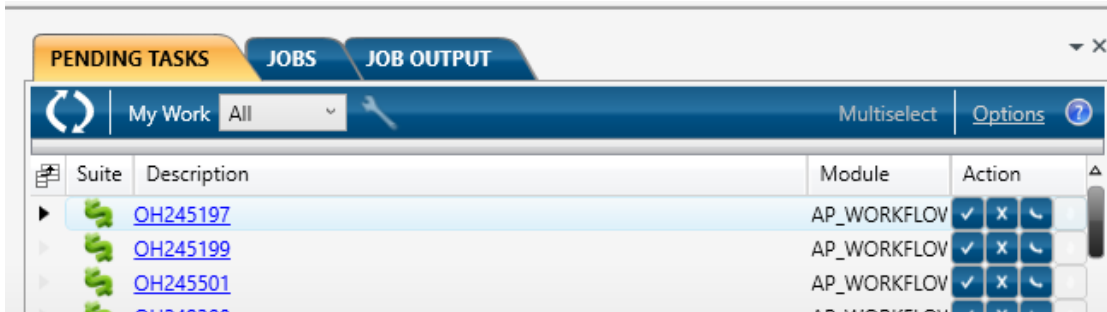 PENDING TASKS JOBS JOB OUTPUT
My Work All Multiselect Options ?
Suite Description Module Action
OH245197 AP_WORKFLOV
OH245199 AP_WORKFLOV
OH245501 AP_WORKFLOV